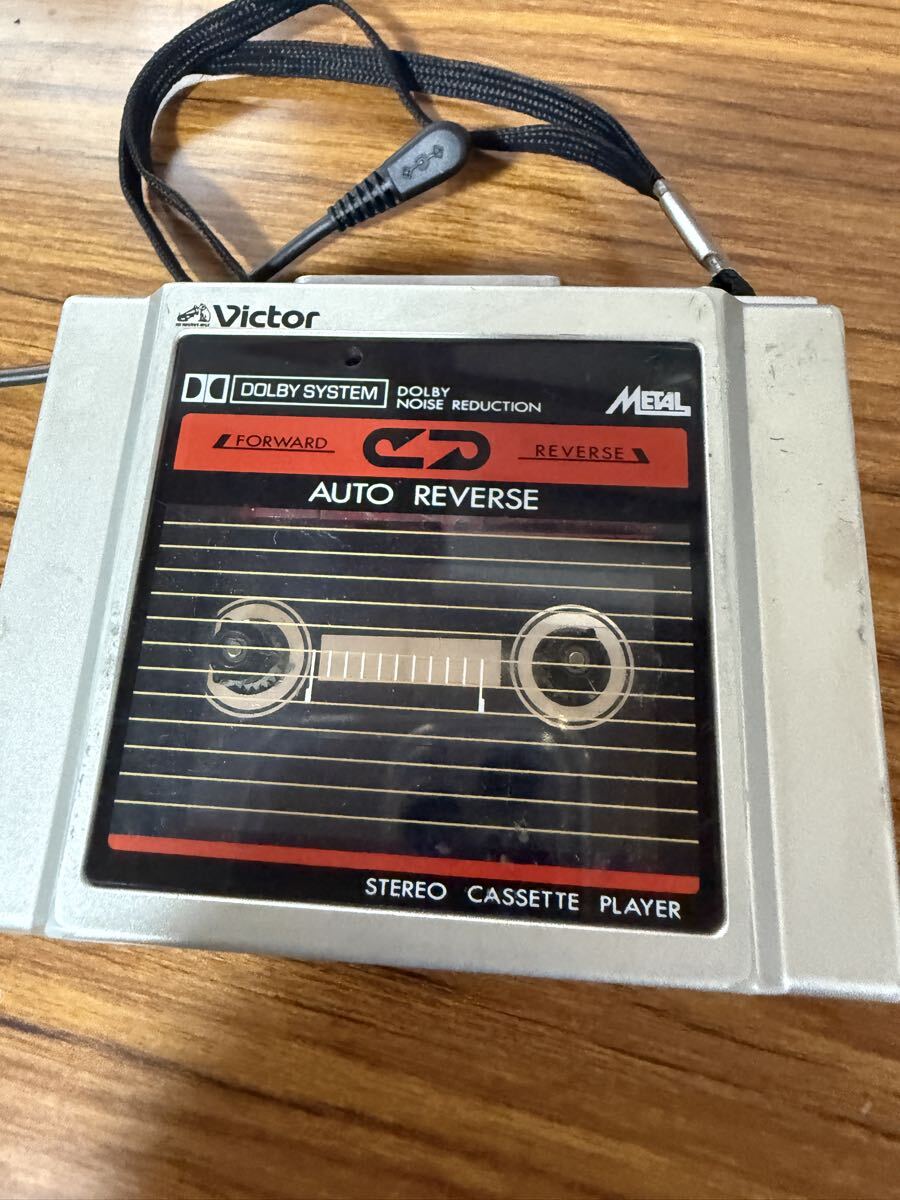 Victor
DOLBY SYSTEM
DOLBY
NOISE REDUCTION
METAL
FORWARD
REVERSE
AUTO REVERSE
STEREO CASSETTE PLAYER